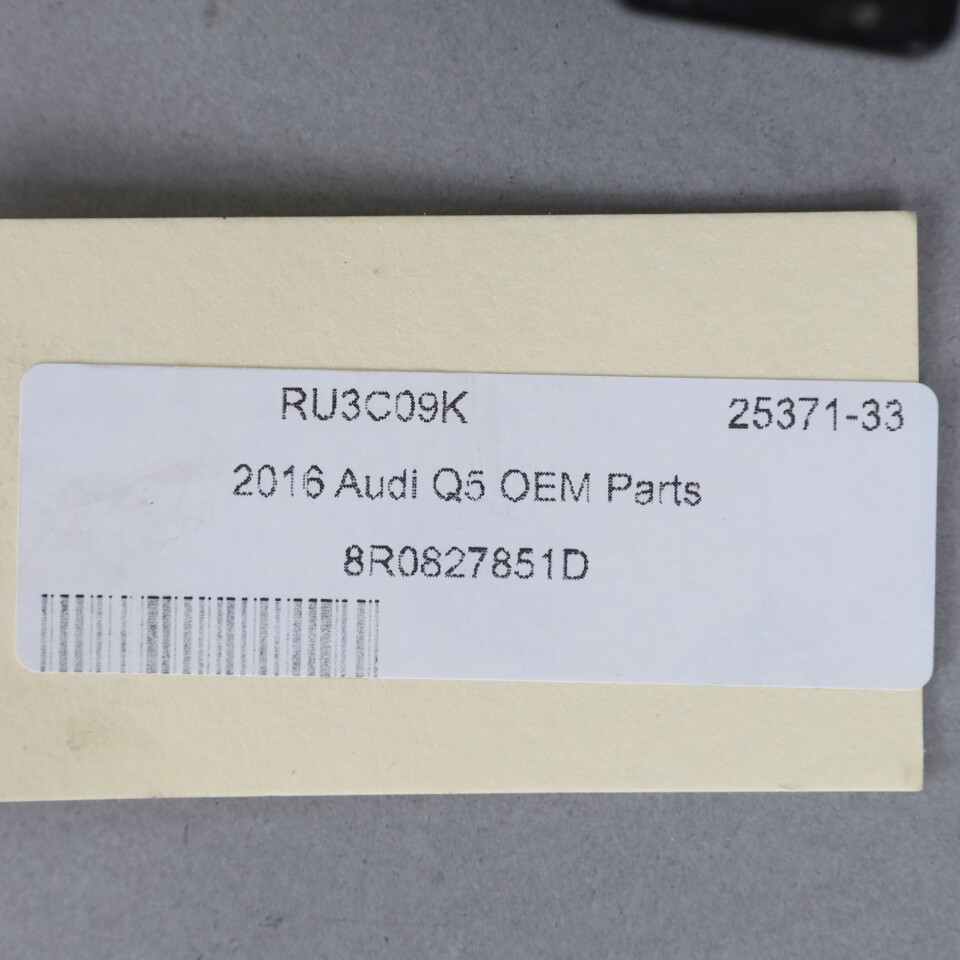 RU3C09K 25371-33
2016 Audi Q5 OEM Parts
8R0827851D